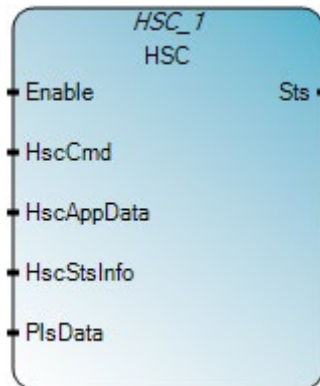 HSC_1
HSC
Enable Sts
HscCmd
HscAppData
HscStsInfo
PlsData